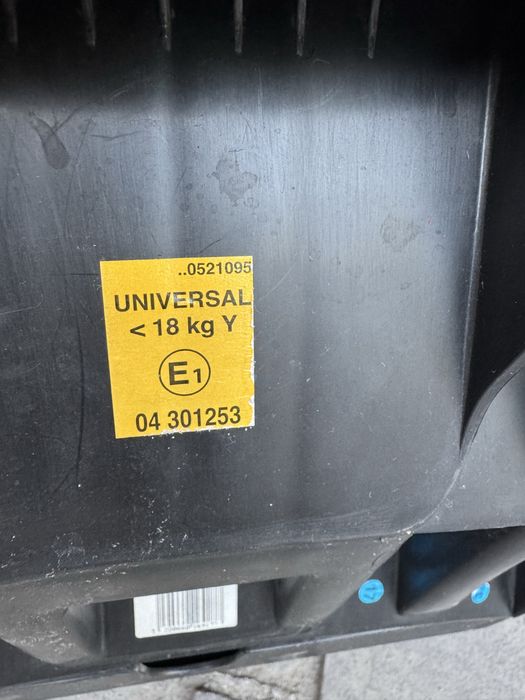 ..0521095
UNIVERSAL
< 18 kg Y
E1
04 301253